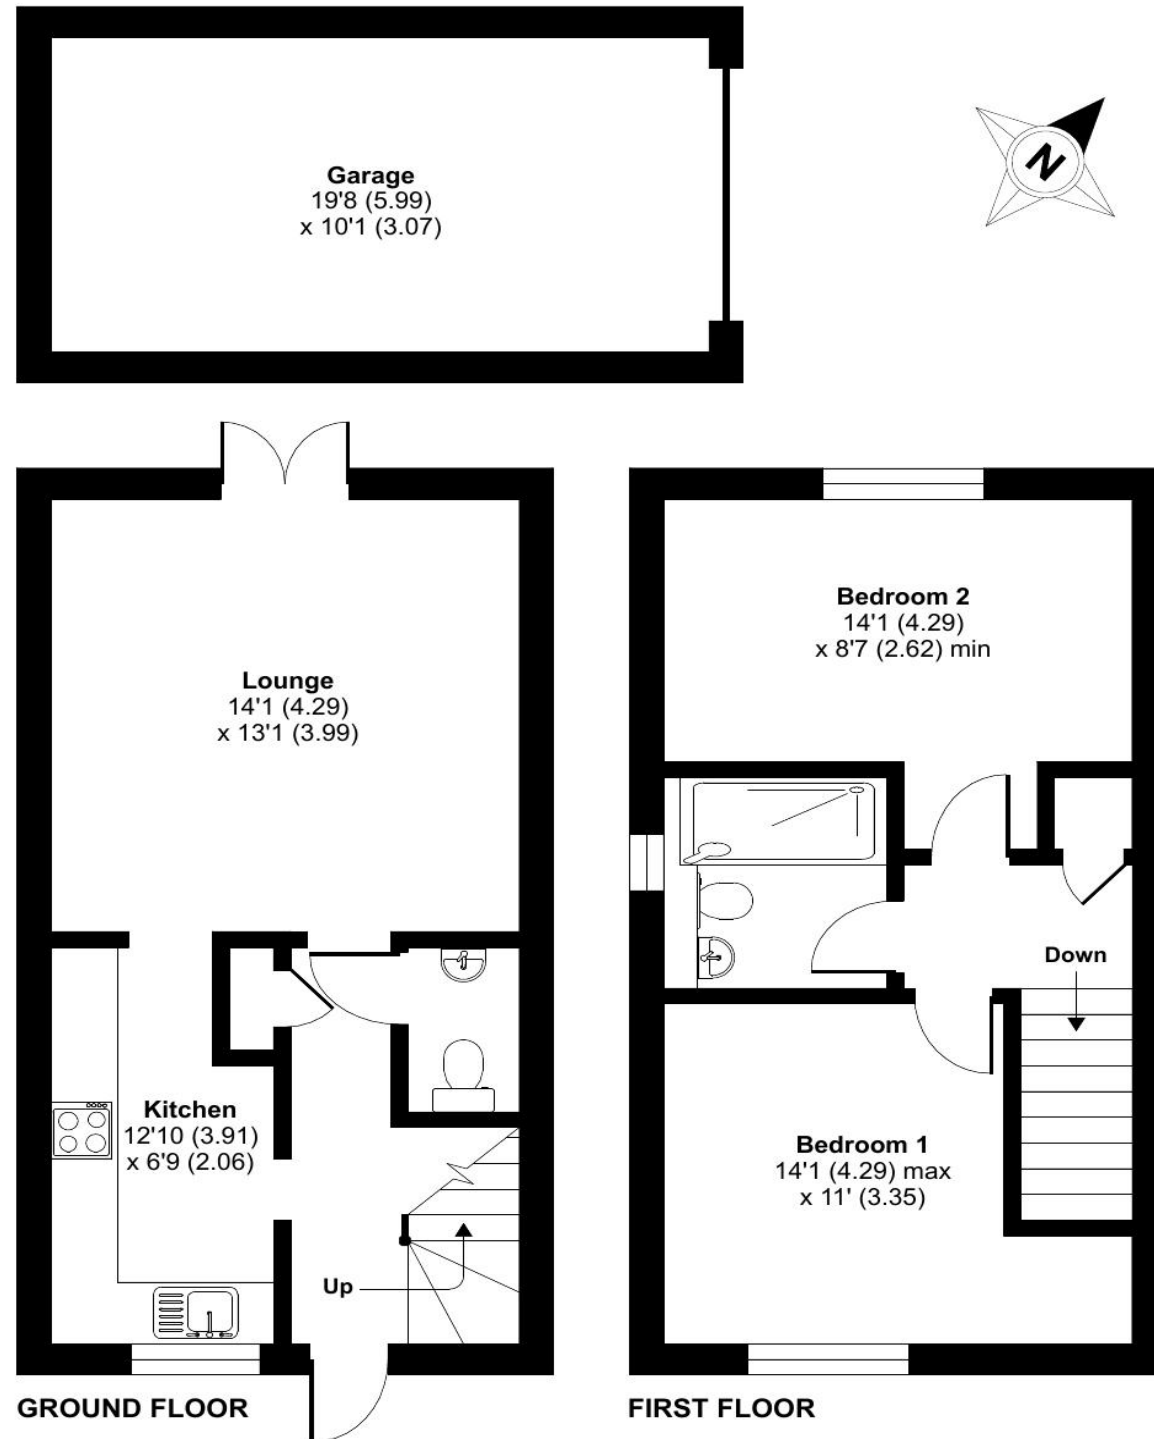 Garage
19'8 (5.99)
x 10'1 (3.07)
N
Lounge
14'1 (4.29)
x 13'1 (3.99)
Kitchen
12'10 (3.91)
x 6'9 (2.06)
Up
GROUND FLOOR
Bedroom 2
14'1 (4.29)
x 8'7 (2.62) min
Down
Bedroom 1
14'1 (4.29) max
x 11' (3.35)
FIRST FLOOR